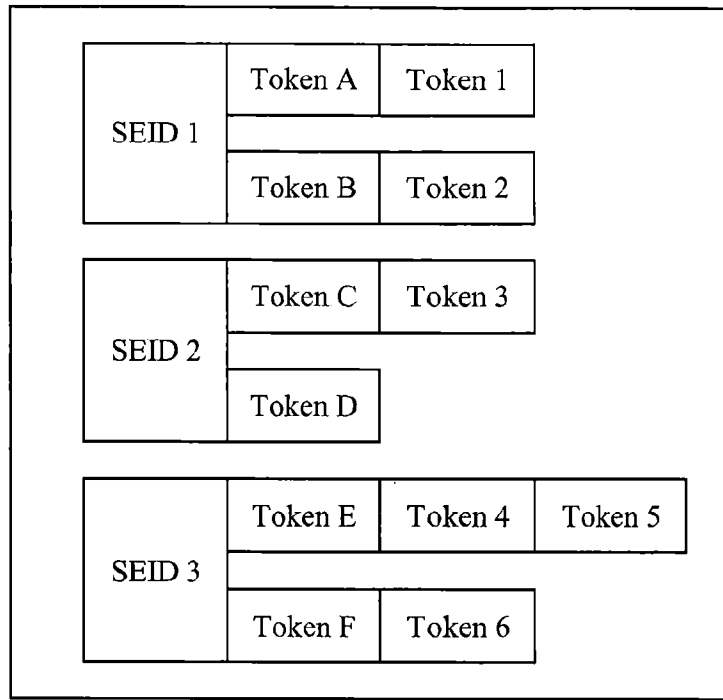 Token A Token 1
SEID 1
Token B Token 2
Token C Token 3
SEID 2
Token D
Token E Token 4 Token 5
SEID 3
Token F Token 6